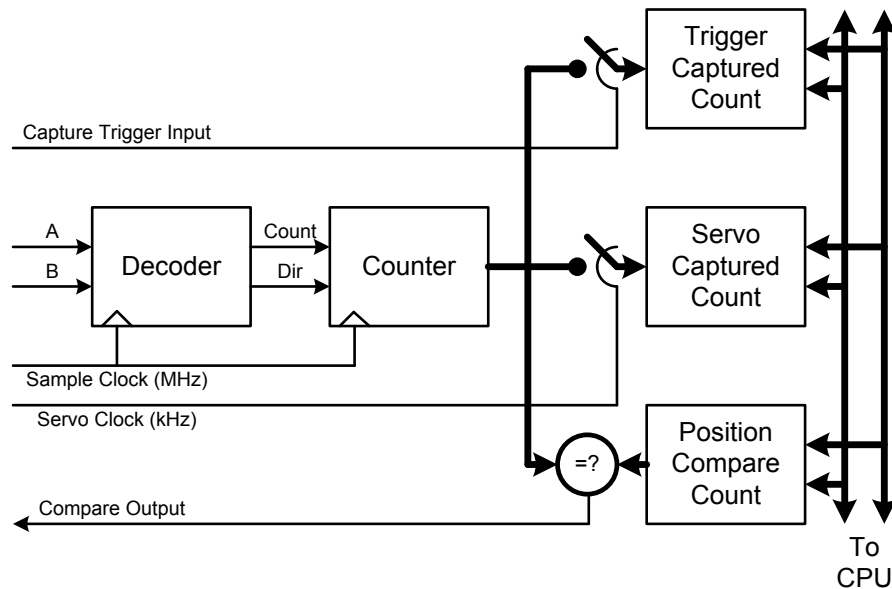 Trigger
Captured
Count
Capture Trigger Input
A
B
Decoder
Count
Dir
Counter
Servo
Captured
Count
Sample Clock (MHz)
Servo Clock (kHz)
=?
Position
Compare
Count
Compare Output
To
CPU